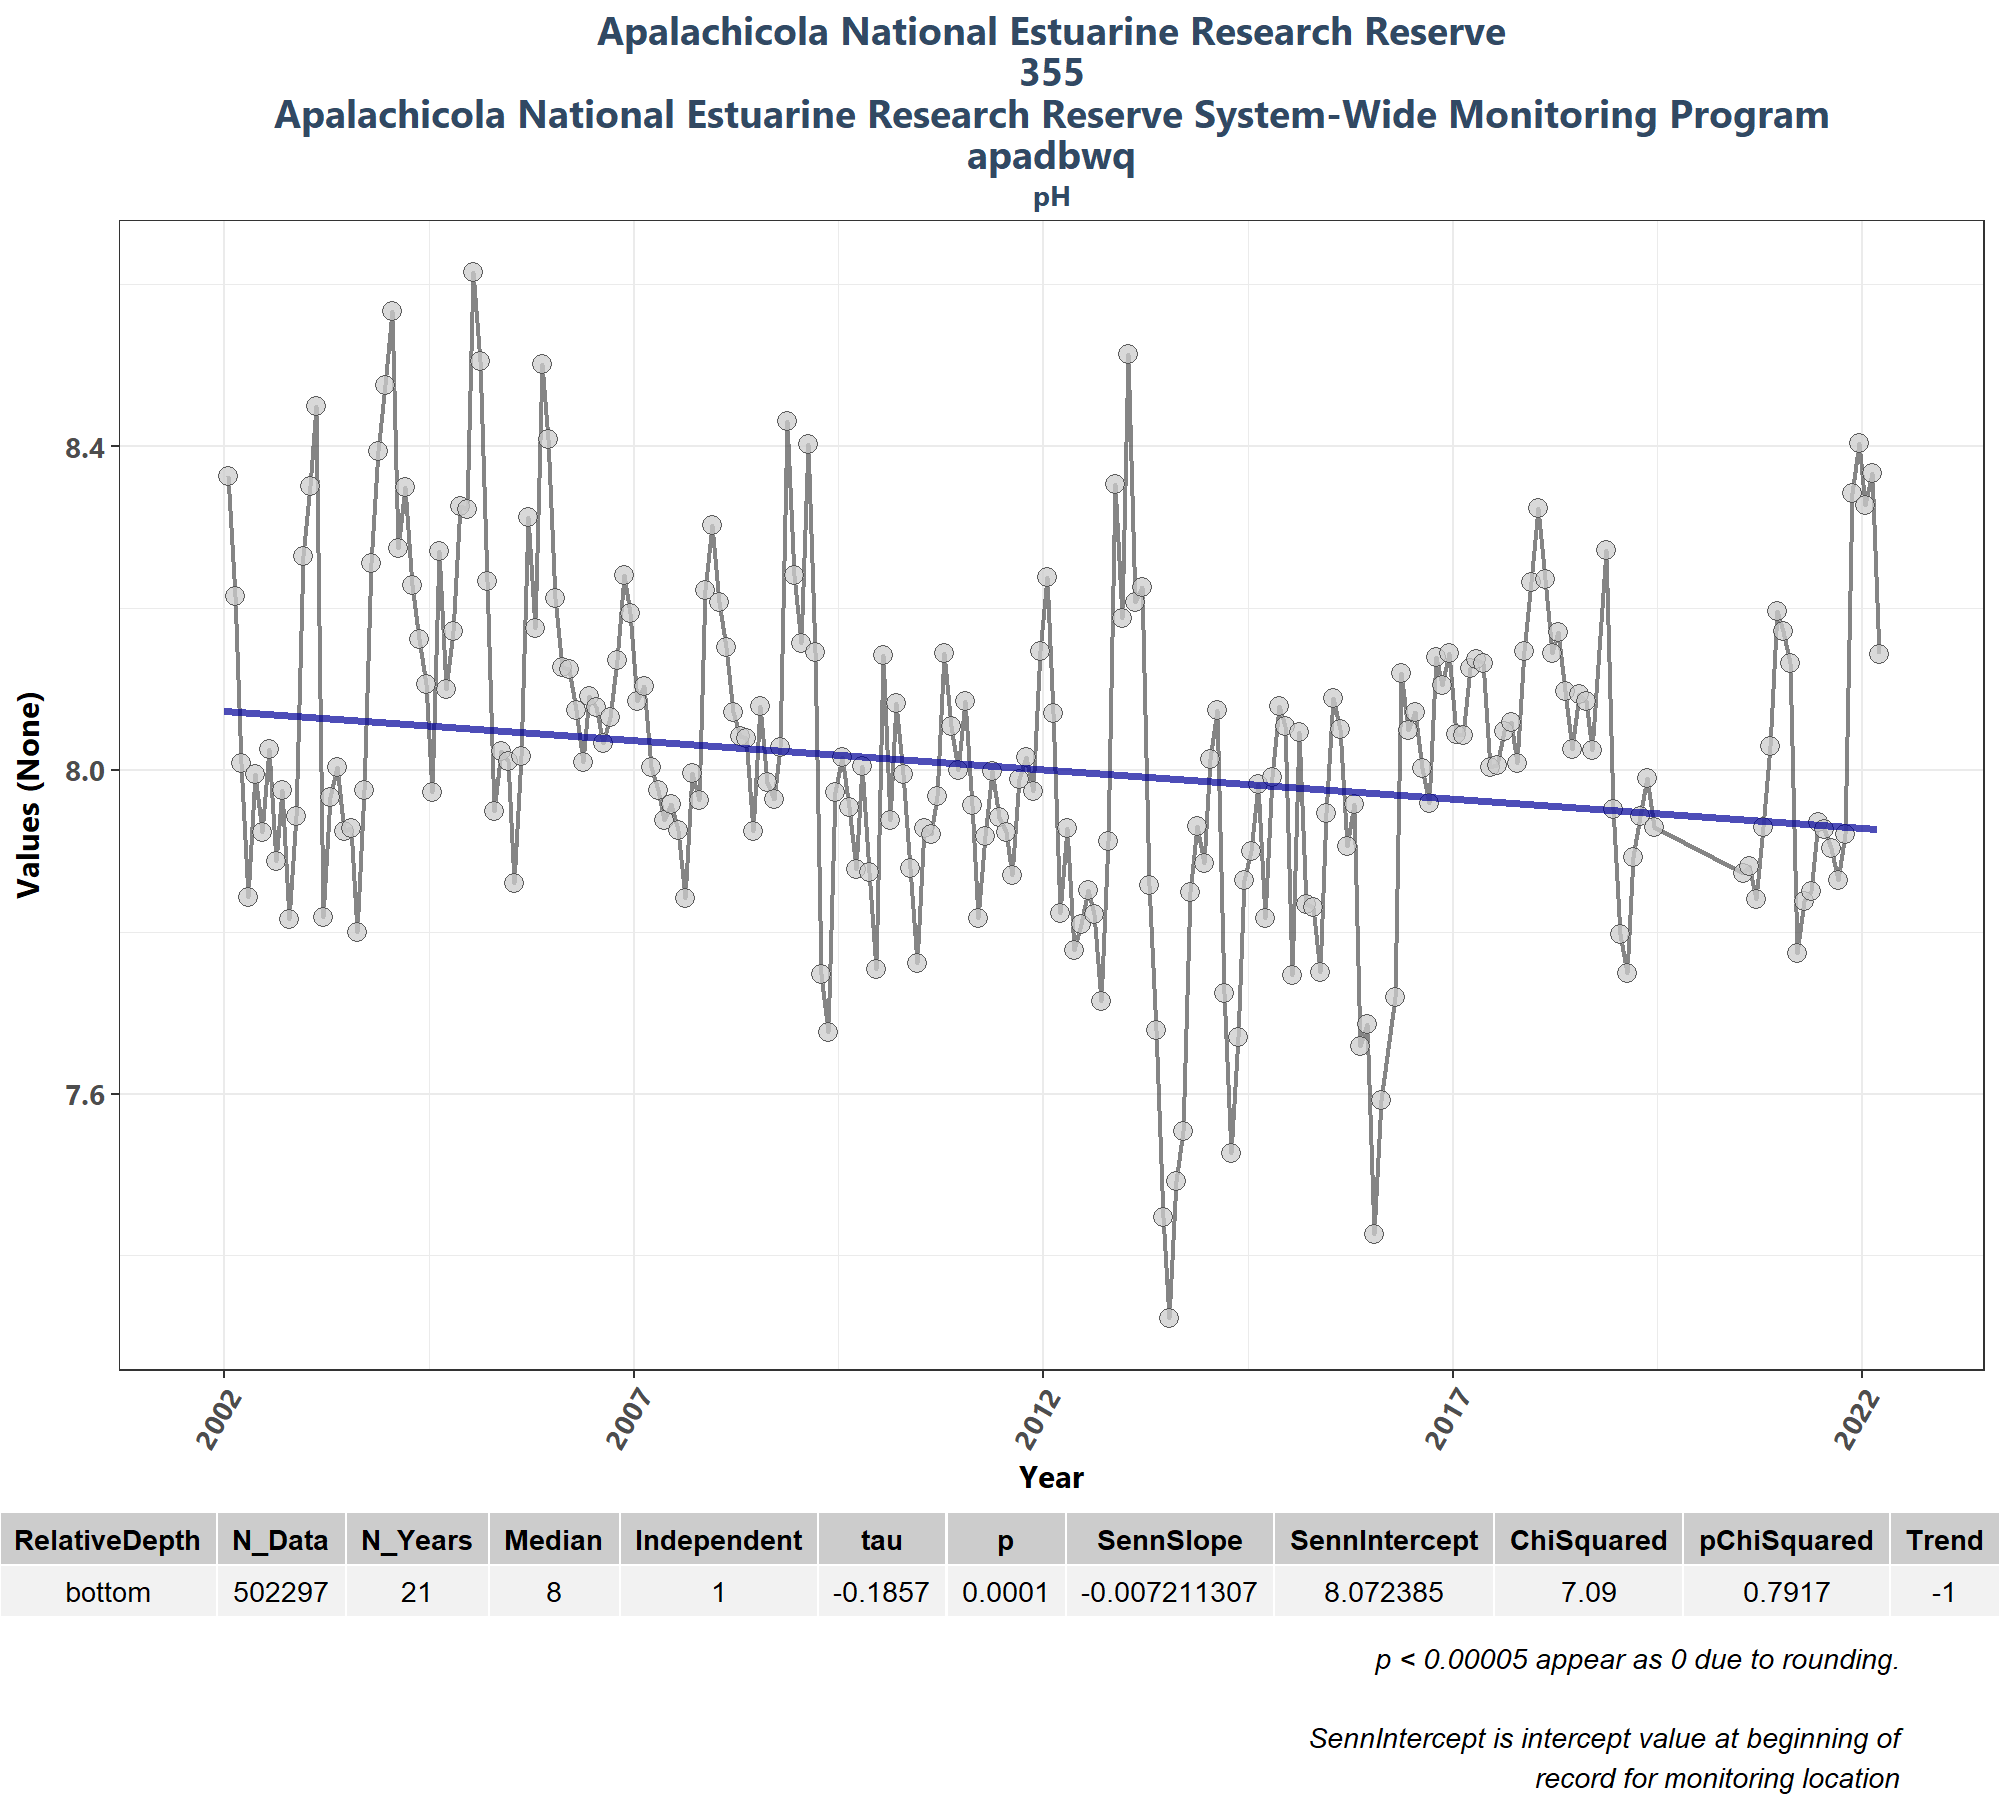 Apalachicola National Estuarine Research Reserve
355
Apalachicola National Estuarine Research Reserve System-Wide Monitoring Program
apadbwq
pH
Values (None)
8.4
8.0
7.6
2002 2007 2012 2017 2022
Year
RelativeDepth N_Data N_Years Median Independent tau p SennSlope SennIntercept ChiSquared pChiSquared Trend
bottom 502297 21 8 1 -0.1857 0.0001 -0.007211307 8.072385 7.09 0.7917 -1
p < 0.00005 appear as 0 due to rounding.
SennIntercept is intercept value at beginning of
record for monitoring location